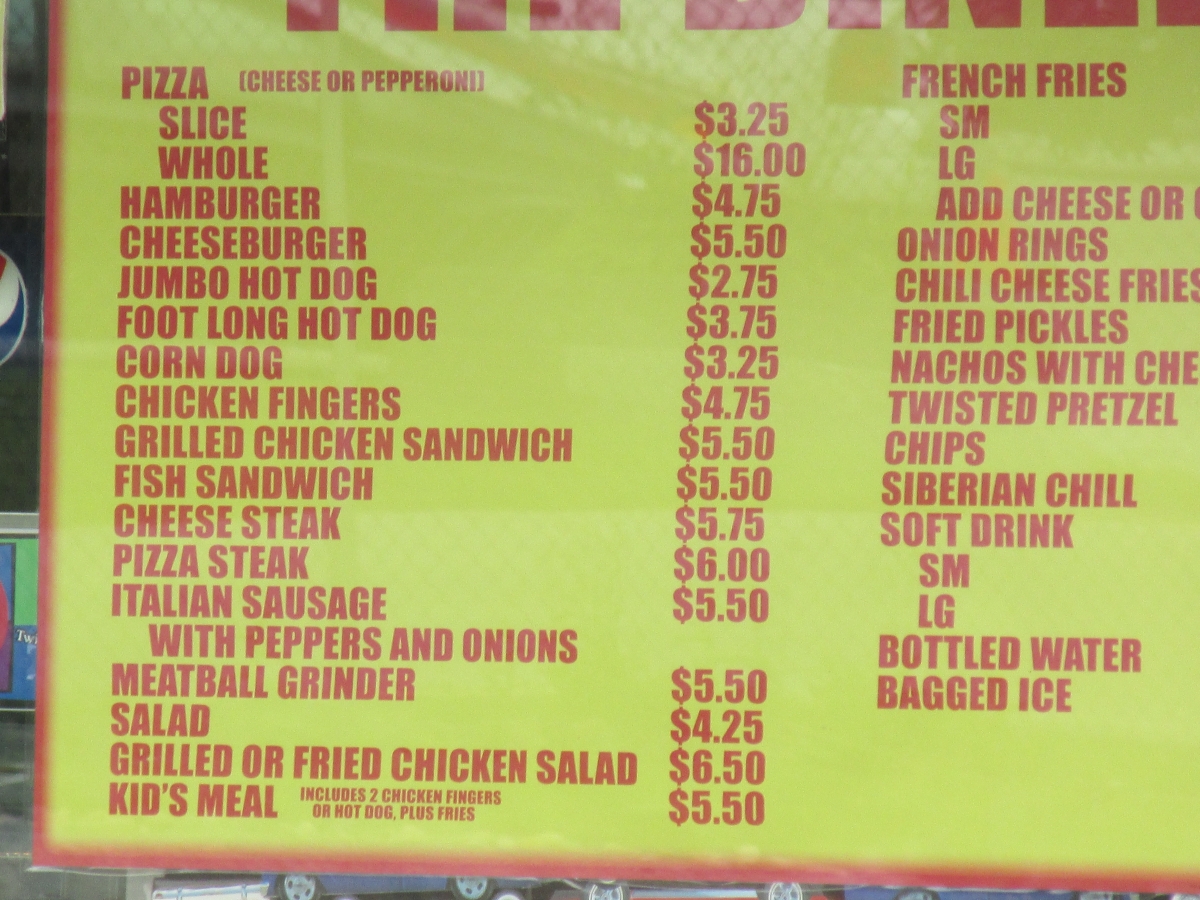 PIZZA (CHEESE OR PEPPERONI)
SLICE $3.25
WHOLE $16.00
HAMBURGER $4.75
CHEESEBURGER $5.50
JUMBO HOT DOG $2.75
FOOT LONG HOT DOG $3.75
CORN DOG $3.25
CHICKEN FINGERS $4.75
GRILLED CHICKEN SANDWICH $5.50
FISH SANDWICH $5.50
CHEESE STEAK $5.75
PIZZA STEAK $6.00
ITALIAN SAUSAGE $5.50
WITH PEPPERS AND ONIONS
MEATBALL GRINDER $5.50
SALAD $4.25
GRILLED OR FRIED CHICKEN SALAD $6.50
KID'S MEAL INCLUDES 2 CHICKEN FINGERS $5.50
OR HOT DOG, PLUS FRIES
FRENCH FRIES
SM
LG
ADD CHEESE OR
ONION RINGS
CHILI CHEESE FRIES
FRIED PICKLES
NACHOS WITH CHE
TWISTED PRETZEL
CHIPS
SIBERIAN CHILL
SOFT DRINK
SM
LG
BOTTLED WATER
BAGGED ICE